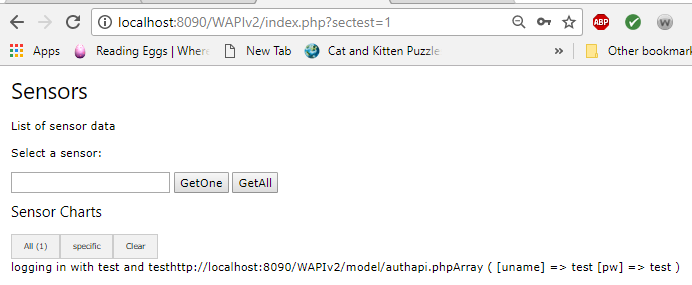 localhost:8090/WAPIv2/index.php?sectest=1
ABP
W
Apps Reading Eggs | Where New Tab Cat and Kitten Puzzle » Other bookmark
Sensors
List of sensor data
Select a sensor:
GetOne GetAll
Sensor Charts
All (1) specific Clear
logging in with test and testhttp://localhost:8090/WAPIv2/model/authapi.phpArray ( [uname] => test [pw] => test )